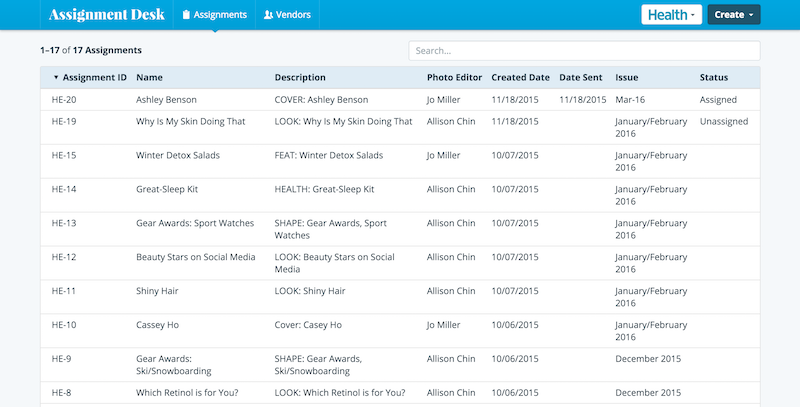 Assignment Desk Assignments Vendors Health Create
1–17 of 17 Assignments Search...
Assignment ID Name Description Photo Editor Created Date Date Sent Issue Status
HE-20 Ashley Benson COVER: Ashley Benson Jo Miller 11/18/2015 11/18/2015 Mar-16 Assigned
HE-19 Why Is My Skin Doing That LOOK: Why Is My Skin Doing That Allison Chin 11/18/2015 January/February Unassigned
2016
HE-15 Winter Detox Salads FEAT: Winter Detox Salads Jo Miller 10/07/2015 January/February
2016
HE-14 Great-Sleep Kit HEALTH: Great-Sleep Kit Allison Chin 10/07/2015 January/February
2016
HE-13 Gear Awards: Sport Watches SHAPE: Gear Awards, Sport Allison Chin 10/07/2015 January/February
Watches 2016
HE-12 Beauty Stars on Social Media LOOK: Beauty Stars on Social Allison Chin 10/07/2015 January/February
Media 2016
HE-11 Shiny Hair LOOK: Shiny Hair Allison Chin 10/07/2015 January/February
2016
HE-10 Cassey Ho Cover: Casey Ho Jo Miller 10/06/2015 January/February
2016
HE-9 Gear Awards: SHAPE: Gear Awards, Allison Chin 10/06/2015 December 2015
Ski/Snowboarding Ski/Snowboarding
HE-8 Which Retinol is for You? LOOK: Which Retinol is for You? Allison Chin 10/06/2015 December 2015